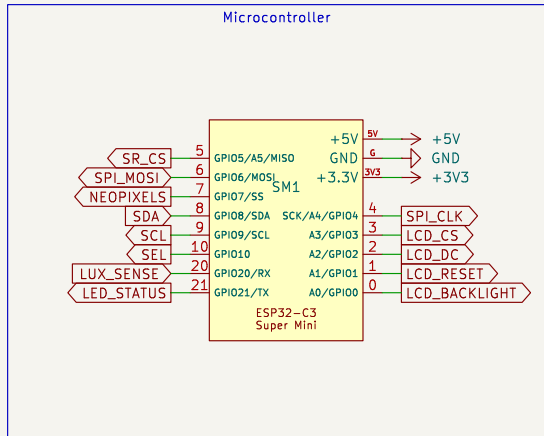 Microcontroller
5V
+5V +5V
SR_CS 5 GPIO5/A5/MISO GND G GND
SPI_MOSI 6 GPIO6/MOSI SM1 +3.3V 3V3 +3V3
NEOPIXELS 7 GPIO7/SS
SDA 8 GPIO8/SDA SCK/A4/GPIO4 4 SPI_CLK
SCL 9 GPIO9/SCL A3/GPIO3 3 LCD_CS
SEL 10 GPIO10 A2/GPIO2 2 LCD_DC
LUX_SENSE 20 GPIO20/RX A1/GPIO1 1 LCD_RESET
LED_STATUS 21 GPIO21/TX A0/GPIO0 0 LCD_BACKLIGHT
ESP32-C3
Super Mini